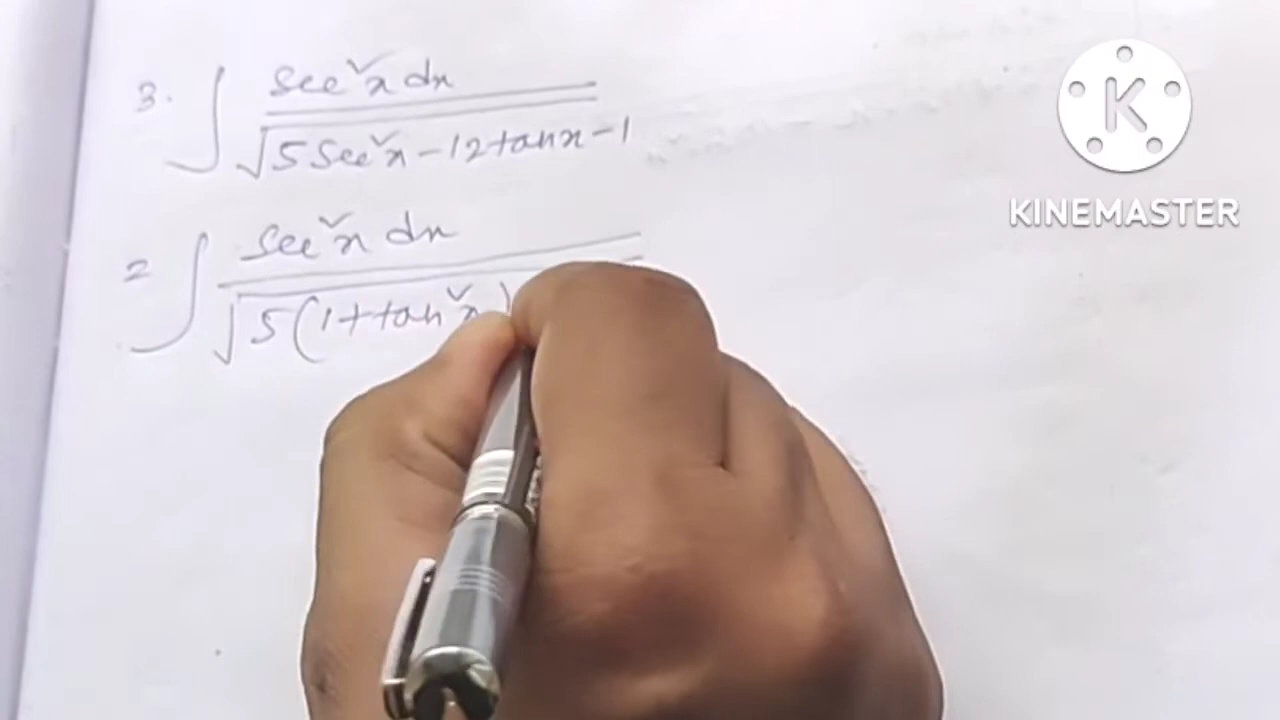 3. ∫ sec²x dx
√5sec²x-12tanx-1
= ∫ sec²x dx
√5(1+tan²x)
KINEMASTER